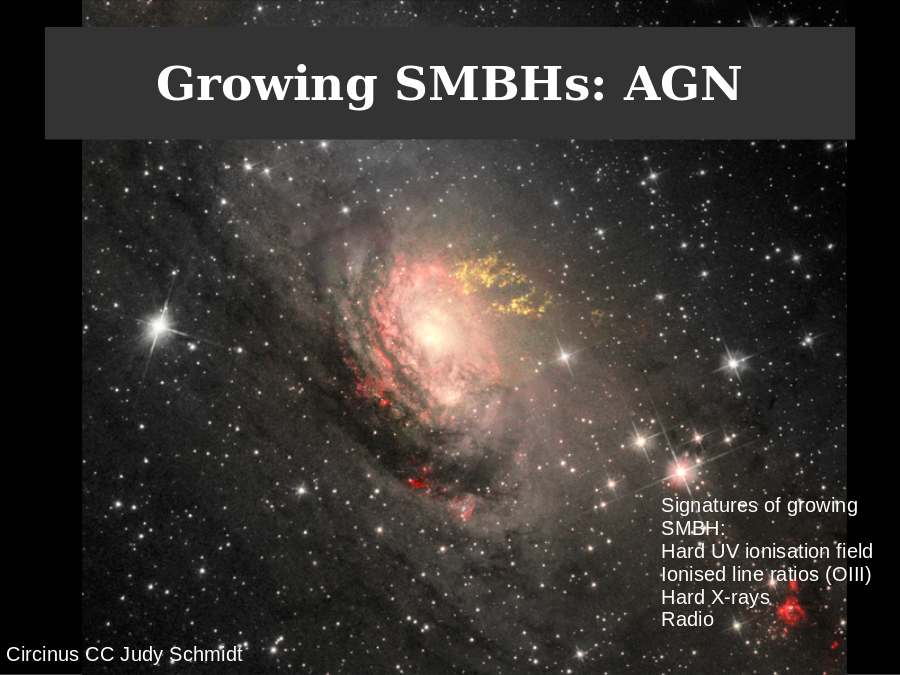 Growing SMBHs: AGN
Signatures of growing
SMBH:
Hard UV ionisation field
Ionised line ratios (OIII)
Hard X-rays
Radio
Circinus CC Judy Schmidt